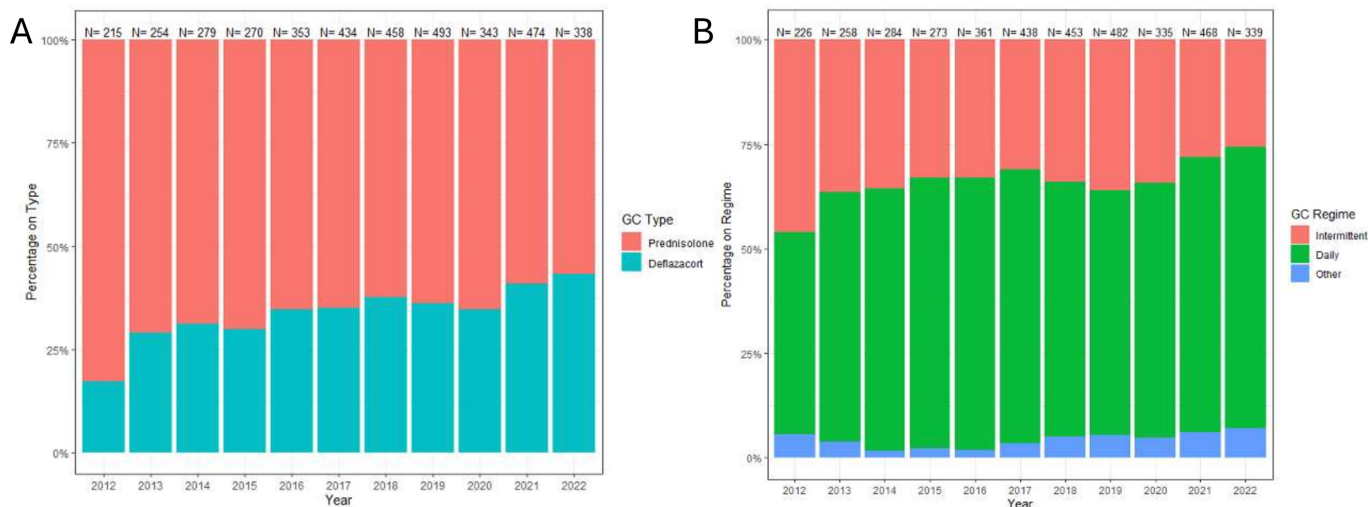 A
N= 215 N= 254 N= 279 N= 270 N= 353 N= 434 N= 458 N= 493 N= 343 N= 474 N= 338
100%
75%
50%
25%
0%
Percentage on Type
2012 2013 2014 2015 2016 2017 2018 2019 2020 2021 2022
Year
GC Type
Prednisolone
Deflazacort
B
N= 226 N= 258 N= 284 N= 273 N= 361 N= 438 N= 453 N= 482 N= 335 N= 468 N= 339
100%
75%
50%
25%
0%
Percentage on Regime
2012 2013 2014 2015 2016 2017 2018 2019 2020 2021 2022
Year
GC Regime
Intermittent
Daily
Other